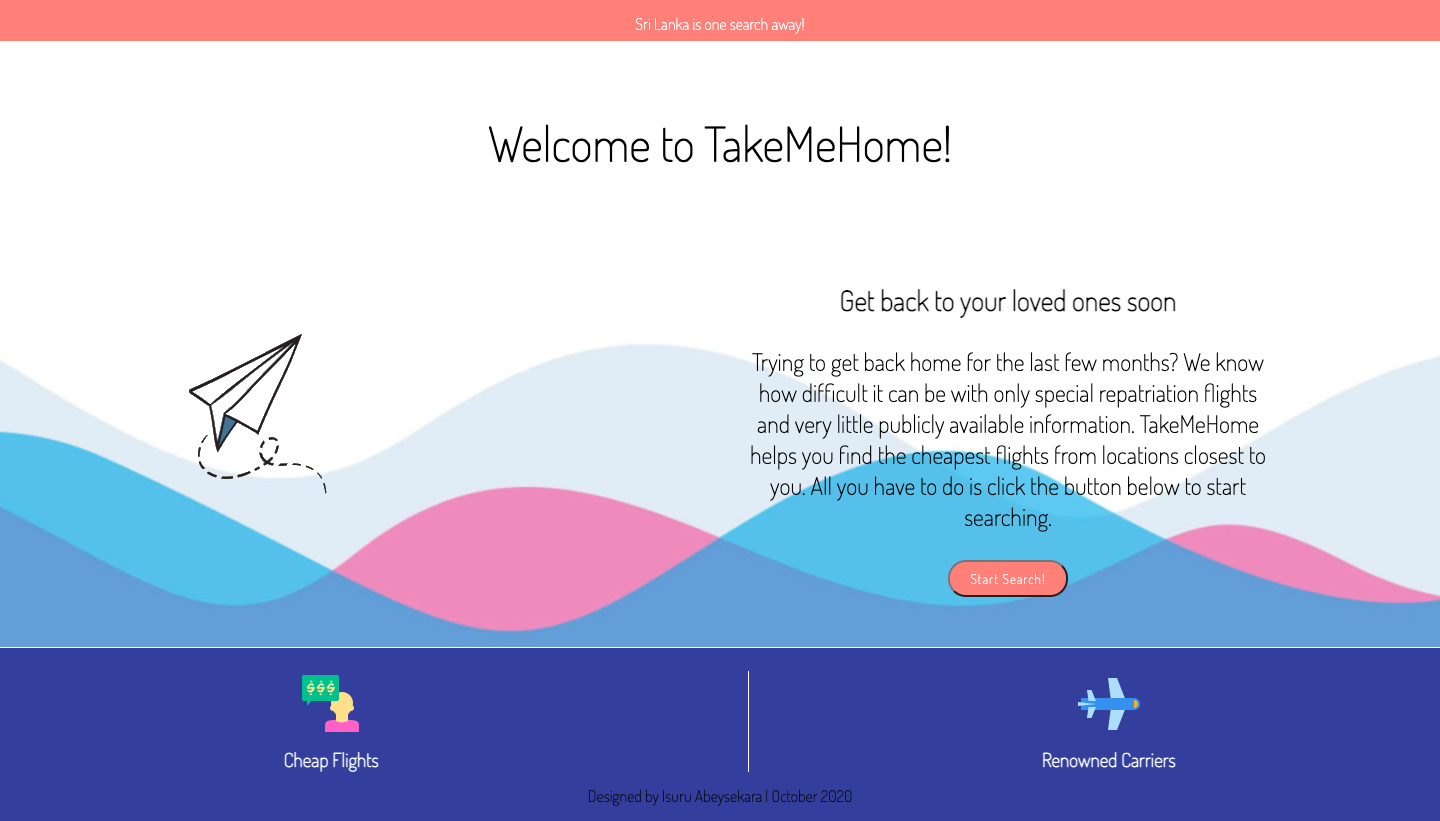 Sri Lanka is one search away!
Welcome to TakeMeHome!
Get back to your loved ones soon
Trying to get back home for the last few months? We know
how difficult it can be with only special repatriation flights
and very little publicly available information. TakeMeHome
helps you find the cheapest flights from locations closest to
you. All you have to do is click the button below to start
searching.
Start Search!
$$$
Cheap Flights
Renowned Carriers
Designed by Isuru Abeysekara | October 2020